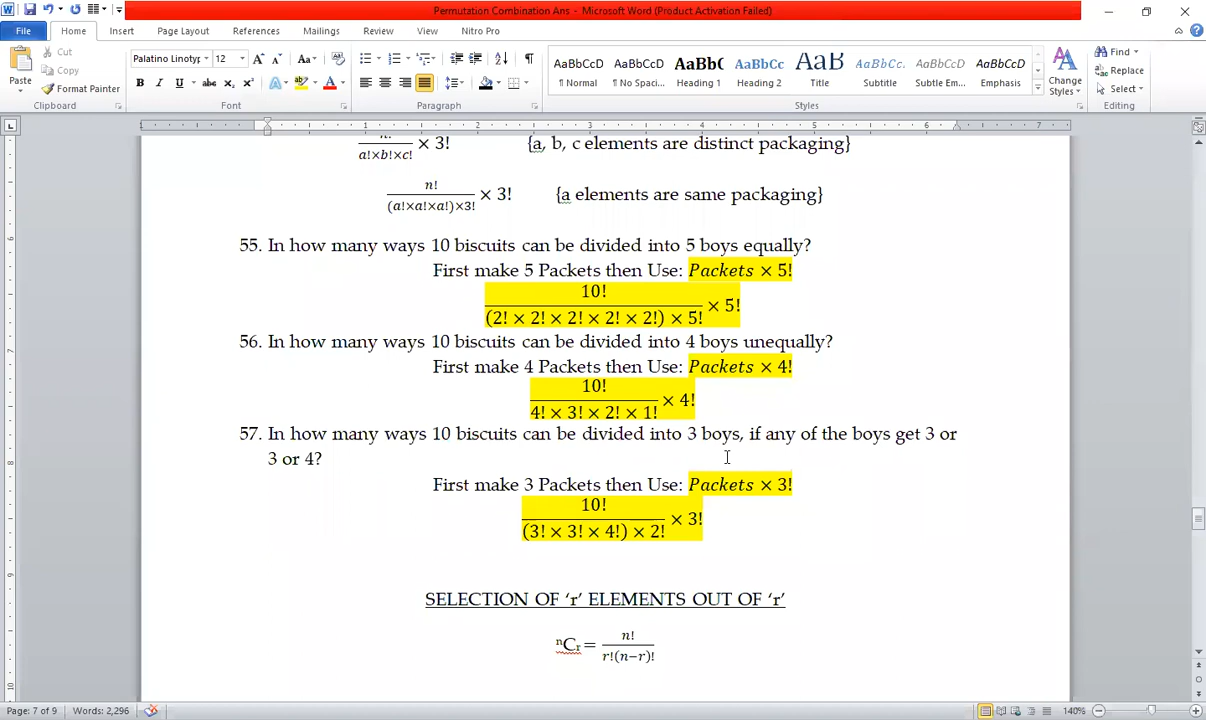 Permutation Combination Ans - Microsoft Word (Product Activation Failed)
File Home Insert Page Layout References Mailings Review View Nitro Pro
Paste Cut Copy Format Painter
Palatino Linotyp 12
AaBbCcD AaBbCcD AaBbC AaBbCc AaB AaBbCc. AaBbCcD AaBbCcD
¶ Normal ¶ No Spaci... Heading 1 Heading 2 Title Subtitle Subtle Em... Emphasis
Change Styles
Find Replace Select
Clipboard Font Paragraph Styles Editing
n!/(a!×b!×c!) × 3! {a, b, c elements are distinct packaging}
n!/((a!×a!×a!)×3!) × 3! {a elements are same packaging}
55. In how many ways 10 biscuits can be divided into 5 boys equally?
First make 5 Packets then Use: Packets × 5!
10!/((2! × 2! × 2! × 2! × 2!) × 5!) × 5!
56. In how many ways 10 biscuits can be divided into 4 boys unequally?
First make 4 Packets then Use: Packets × 4!
10!/(4! × 3! × 2! × 1!) × 4!
57. In how many ways 10 biscuits can be divided into 3 boys, if any of the boys get 3 or
3 or 4?
First make 3 Packets then Use: Packets × 3!
10!/((3! × 3! × 4!) × 2!) × 3!
SELECTION OF ‘r’ ELEMENTS OUT OF ‘r’
ⁿCᵣ = n!/(r!(n−r)!)
Page: 7 of 9 Words: 2,296 140%